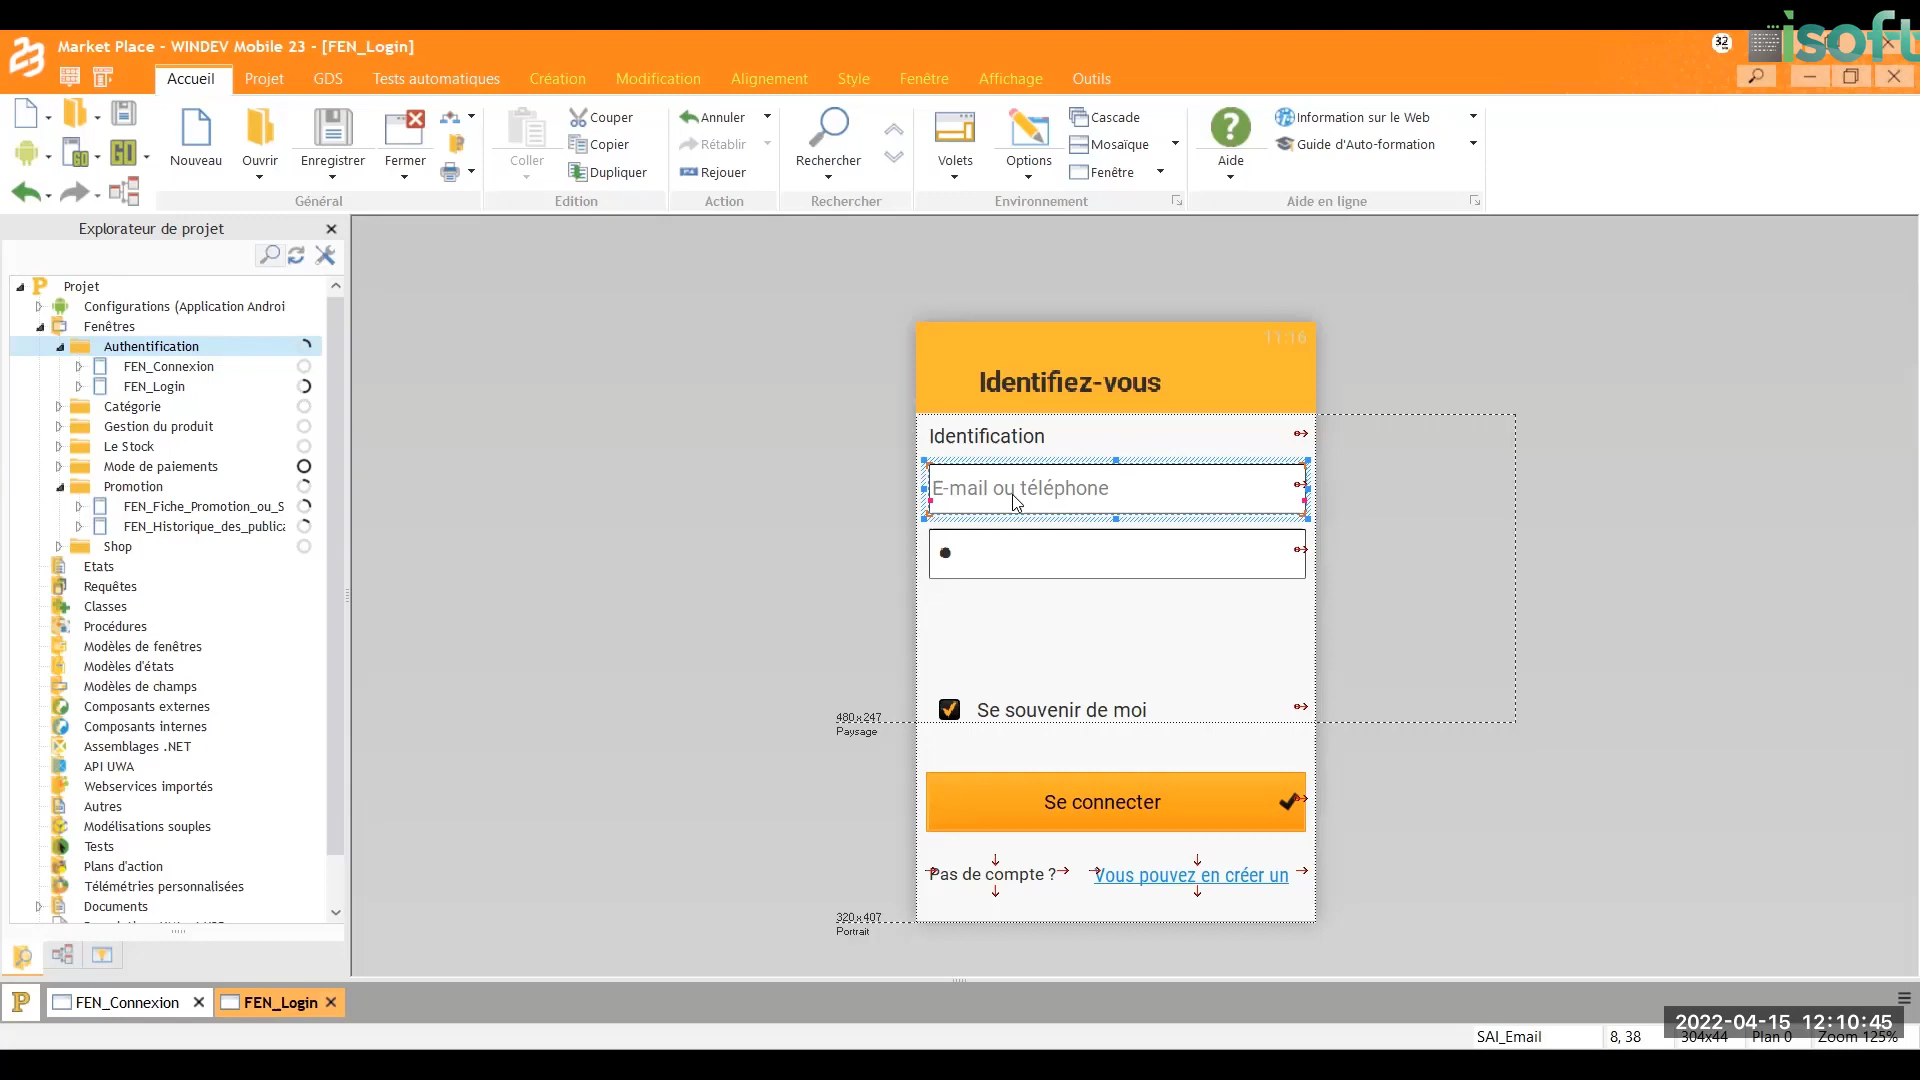 isoft
Market Place - WINDEV Mobile 23 - [FEN_Login]
32
Accueil
Projet
GDS
Tests automatiques
Création
Modification
Alignement
Style
Fenêtre
Affichage
Outils
Nouveau
Ouvrir
Enregistrer
Fermer
Général
Coller
Couper
Copier
Dupliquer
Edition
Annuler
Rétablir
Rejouer
Action
Rechercher
Rechercher
Volets
Options
Cascade
Mosaïque
Fenêtre
Environnement
Aide
Information sur le Web
Guide d'Auto-formation
Aide en ligne
Explorateur de projet
Projet
Configurations (Application Androi
Fenêtres
Authentification
FEN_Connexion
FEN_Login
Catégorie
Gestion du produit
Le Stock
Mode de paiements
Promotion
FEN_Fiche_Promotion_ou_S
FEN_Historique_des_publica
Shop
Etats
Requêtes
Classes
Procédures
Modèles de fenêtres
Modèles d'états
Modèles de champs
Composants externes
Composants internes
Assemblages .NET
API UWA
Webservices importés
Autres
Modélisations souples
Tests
Plans d'action
Télémétries personnalisées
Documents
11:16
Identifiez-vous
Identification
E-mail ou téléphone
Se souvenir de moi
480x247
Paysage
Se connecter
Pas de compte ? Vous pouvez en créer un
320x407
Portrait
FEN_Connexion
FEN_Login
2022-04-15 12:10:45
SAI_Email
8, 38
304x44
Plan 0
Zoom 125%